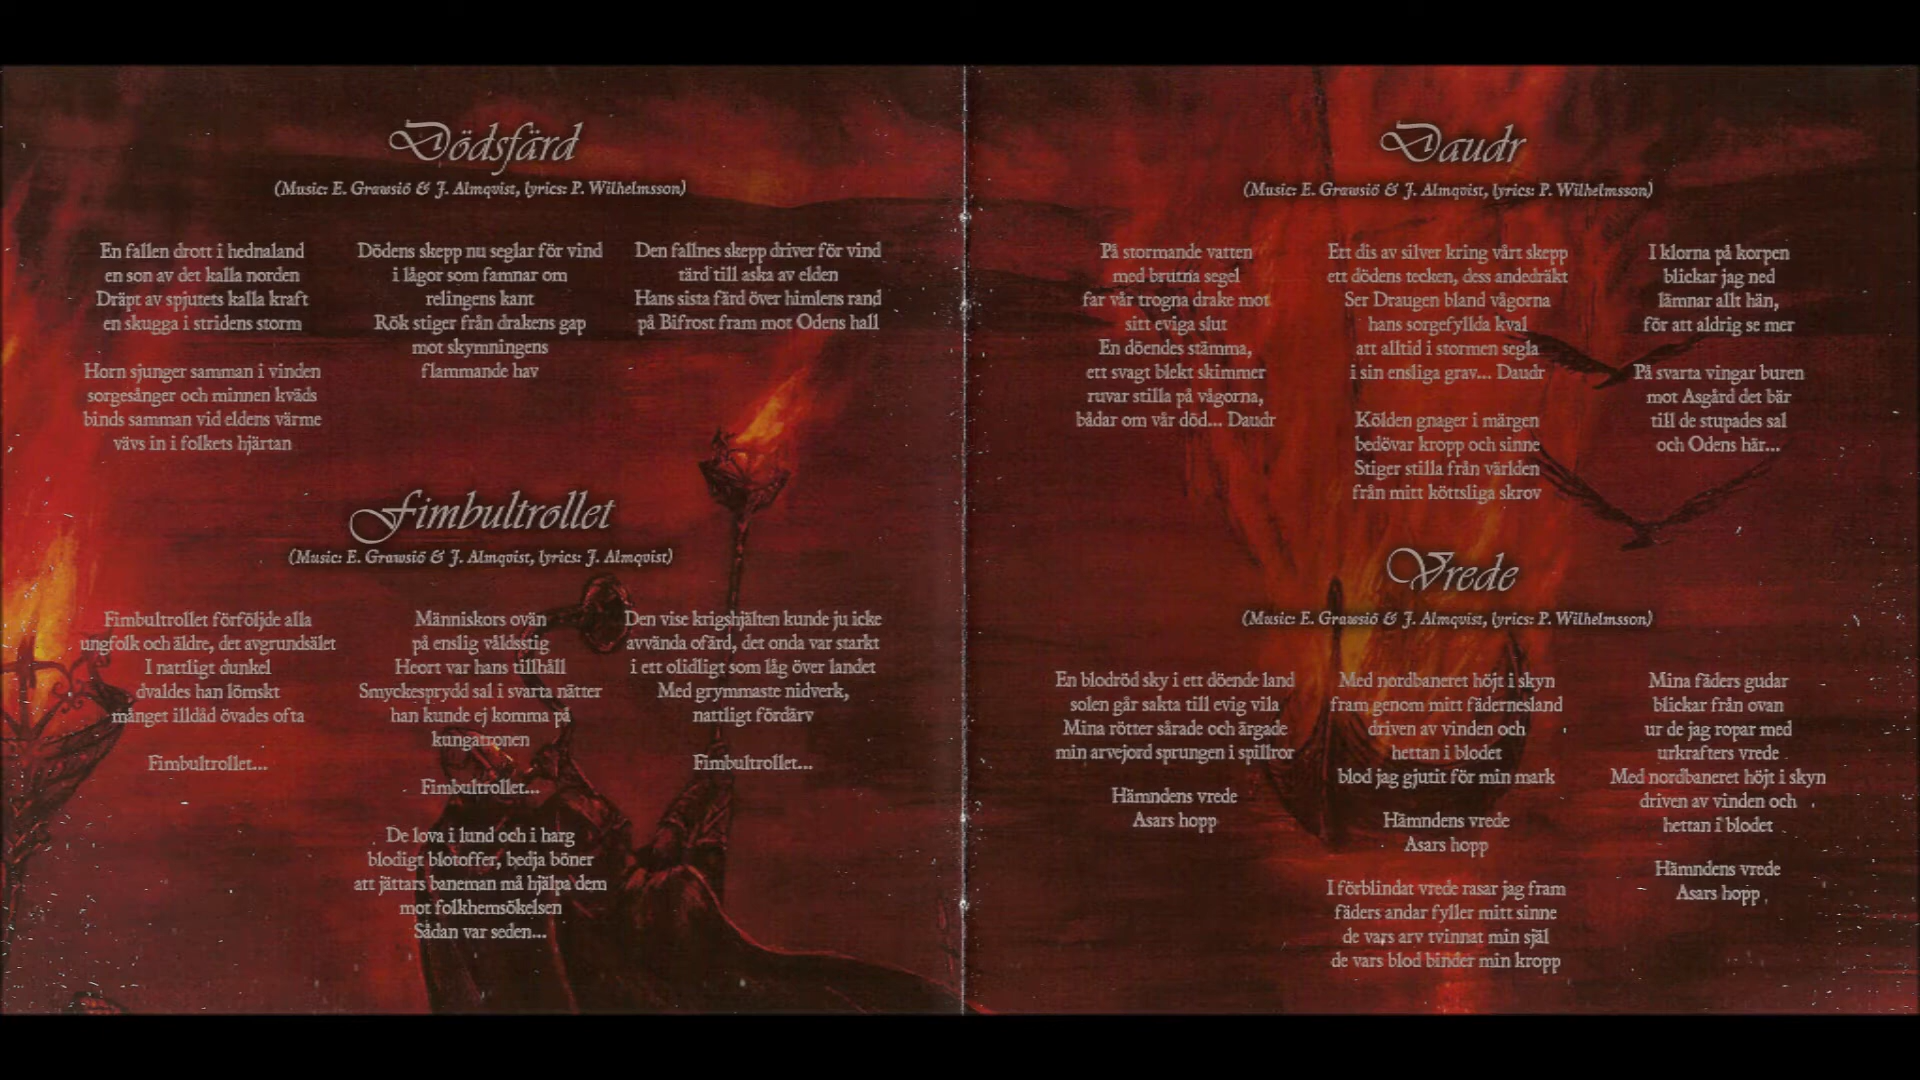 Dödsfärd
(Music: E. Grawsiö & J. Almqvist, lyrics: P. Wilhelmsson)
En fallen drott i hednaland
en son av det kalla norden
Dräpt av spjutets kalla kraft
en skugga i stridens storm
Horn sjunger samman i vinden
sorgesånger och minnen kväds
binds samman vid eldens värme
vävs in i folkets hjärtan
Dödens skepp nu seglar för vind
i lågor som famnar om
relingens kant
Rök stiger från drakens gap
mot skymningens
flammande hav
Den fallnes skepp driver för vind
tärd till aska av elden
Hans sista färd över himlens rand
på Bifrost fram mot Odens hall
Fimbultrollet
(Music: E. Grawsiö & J. Almqvist, lyrics: J. Almqvist)
Fimbultrollet förföljde alla
ungfolk och äldre, det avgrundsälet
I nattligt dunkel
dvaldes han lömskt
månget illdåd övades ofta
Fimbultrollet...
Människors ovän
på enslig våldsstig
Heort var hans tillhåll
Smyckesprydd sal i svarta nätter
han kunde ej komma på
kungatronen
Fimbultrollet...
De lova i lund och i harg
blodigt blotoffer, bedja böner
att jättars baneman må hjälpa dem
mot folkhemsökelsen
Sådan var seden...
Den vise krigshjälten kunde ju icke
avvända ofärd, det onda var starkt
i ett olidligt som låg över landet
Med grymmaste nidverk,
nattligt fördärv
Fimbultrollet...
Daudr
(Music: E. Grawsiö & J. Almqvist, lyrics: P. Wilhelmsson)
På stormande vatten
med brutna segel
far vår trogna drake mot
sitt eviga slut
En döendes stämma,
ett svagt blekt skimmer
ruvar stilla på vågorna,
bådar om vår död... Daudr
Ett dis av silver kring vårt skepp
ett dödens tecken, dess andedräkt
Ser Draugen bland vågorna
hans sorgefyllda kval
att alltid i stormen segla
i sin ensliga grav... Daudr
Kölden gnager i märgen
bedövar kropp och sinne
Stiger stilla från världen
från mitt köttsliga skrov
I klorna på korpen
blickar jag ned
lämnar allt hän,
för att aldrig se mer
På svarta vingar buren
mot Asgård det bär
till de stupades sal
och Odens här...
Vrede
(Music: E. Grawsiö & J. Almqvist, lyrics: P. Wilhelmsson)
En blodröd sky i ett döende land
solen går sakta till evig vila
Mina rötter sårade och ärgade
min arvejord sprungen i spillror
Hämndens vrede
Asars hopp
Med nordbaneret höjt i skyn
fram genom mitt fädernesland
driven av vinden och
hettan i blodet
blod jag gjutit för min mark
Hämndens vrede
Asars hopp
I förblindat vrede rasar jag fram
fäders andar fyller mitt sinne
de vars arv tvinnat min själ
de vars blod binder min kropp
Mina fäders gudar
blickar från ovan
ur de jag ropar med
urkrafters vrede
Med nordbaneret höjt i skyn
driven av vinden och
hettan i blodet
Hämndens vrede
Asars hopp